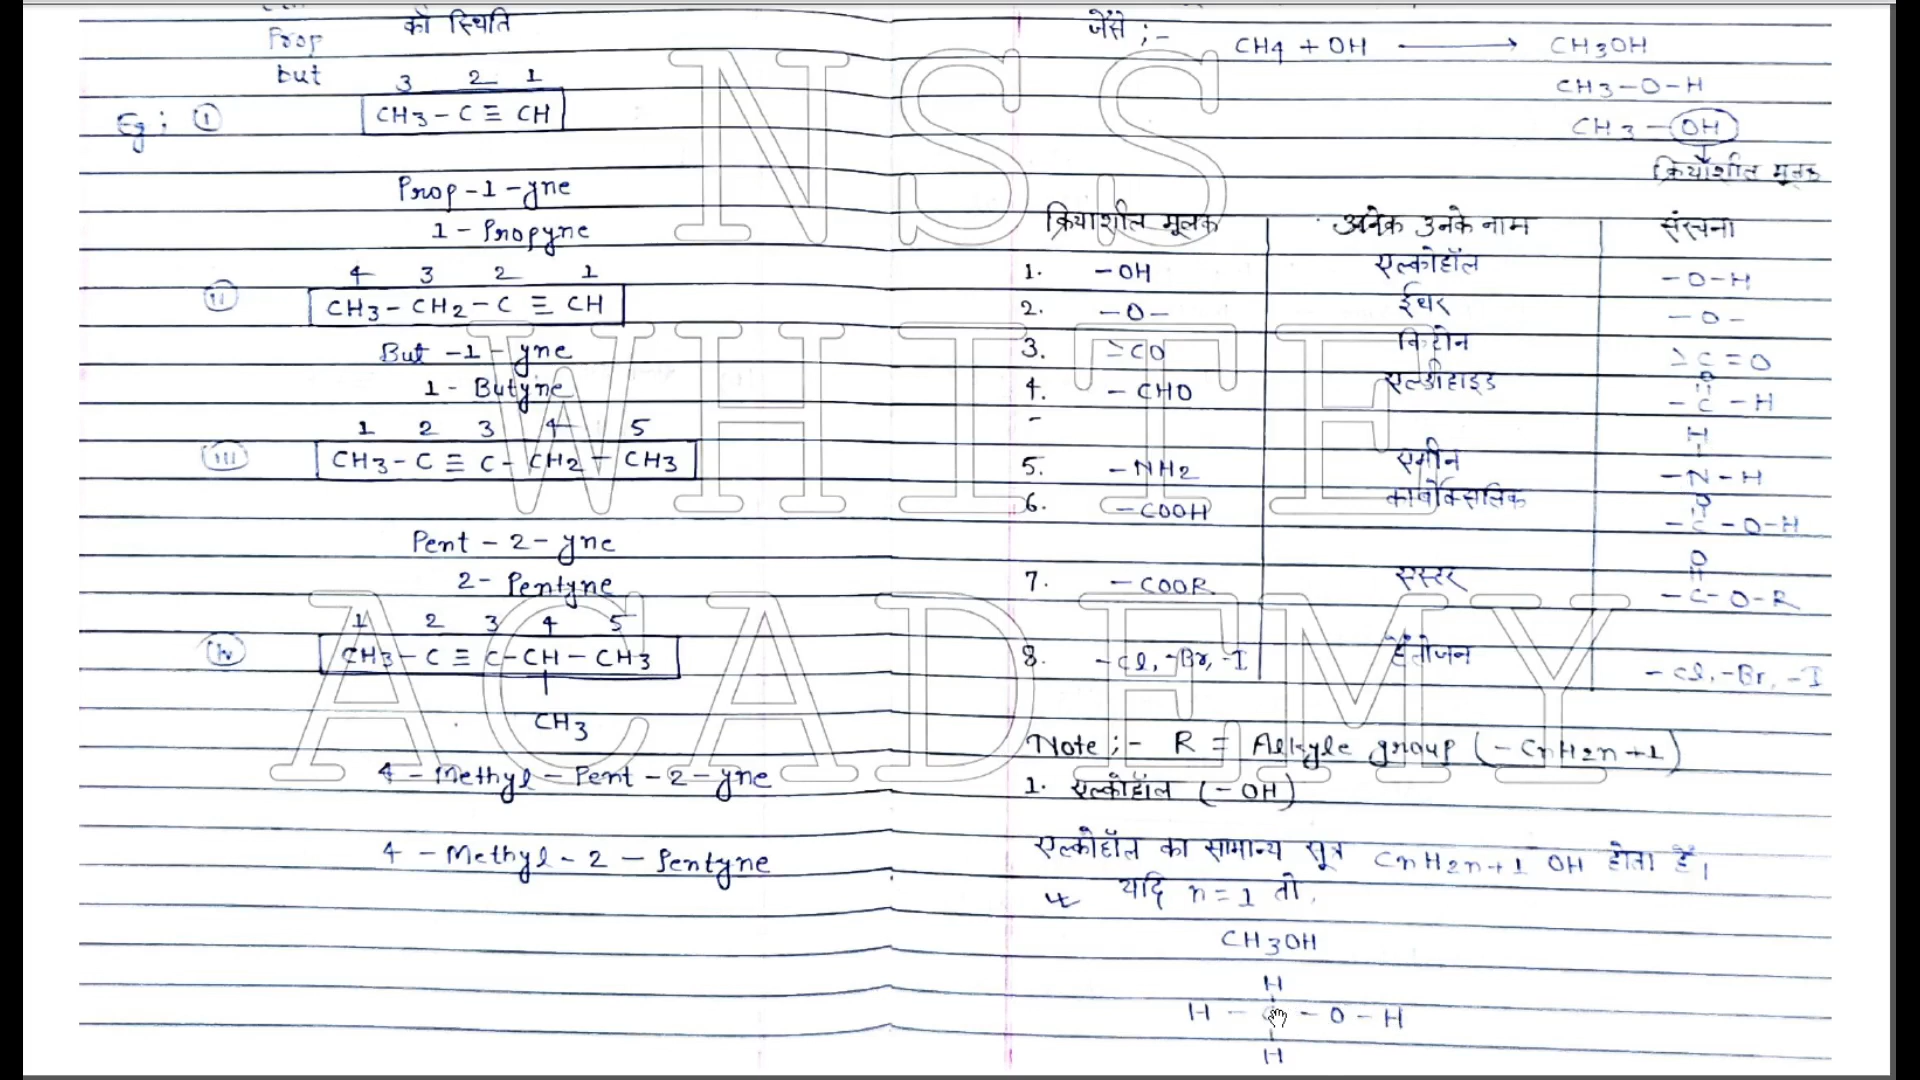 की स्थिति
Prop
but
3 2 1
Eg: (i) CH3-C≡CH
Prop-1-yne
1-Propyne
4 3 2 1
(ii) CH3-CH2-C≡CH
But-1-yne
1-Butyne
1 2 3 4 5
(iii) CH3-C≡C-CH2-CH3
Pent-2-yne
2-Pentyne
1 2 3 4 5
(iv) CH3-C≡C-CH-CH3
CH3
4-Methyl-Pent-2-yne
4-Methyl-2-Pentyne
जैसे ;-
CH4+OH ⟶ CH3OH
CH3-O-H
CH3-OH
क्रियाशील मूलक
क्रियाशील मूलक अनेक उनके नाम संरचना
1. -OH एल्कोहॉल -O-H
2. -O- ईथर -O-
3. >CO किटोन >C=O
4. -CHO एल्डीहाइड O
-C-H
-
H
5. -NH2 एमीन -N-H
6. -COOH कार्बोक्सिलिक O
-C-O-H
O
7. -COOR एस्टर -C-O-R
8. -Cl,-Br,-I हैलोजन -Cl,-Br,-I
Note;- R = Alkyle group (-CnH2n+1)
1. एल्कोहॉल (-OH)
एल्कोहॉल का सामान्य सूत्र CnH2n+1 OH होता है।
यदि n=1 तो,
CH3OH
H
H-C-O-H
H
NSS
WHITE
ACADEMY